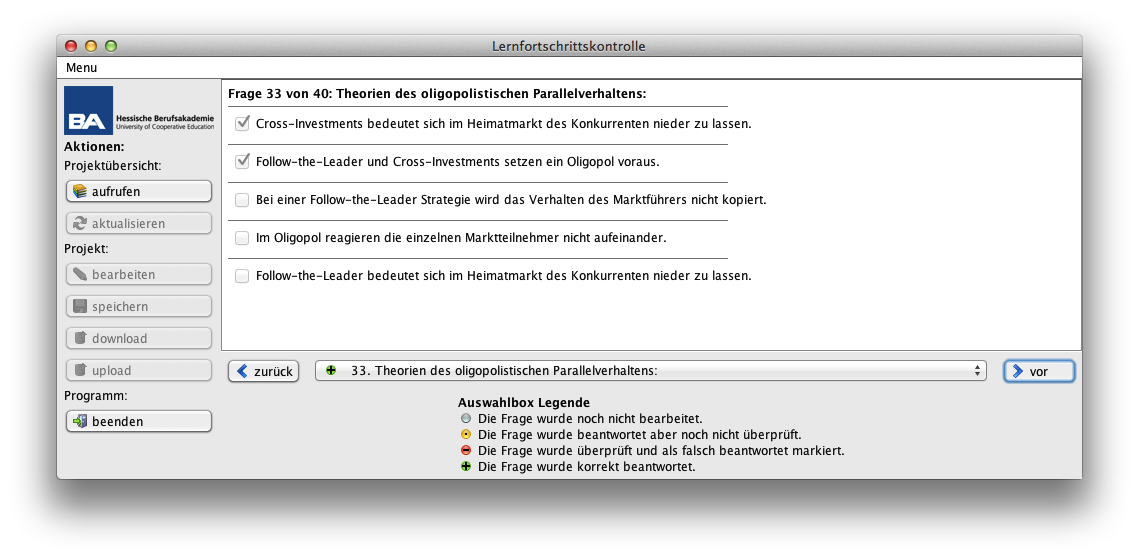 Lernfortschrittskontrolle
Menu
BA Hessische Berufsakademie
University of Cooperative Education
Aktionen:
Projektübersicht:
aufrufen
aktualisieren
Projekt:
bearbeiten
speichern
download
upload
Programm:
beenden
Frage 33 von 40: Theorien des oligopolistischen Parallelverhaltens:
Cross-Investments bedeutet sich im Heimatmarkt des Konkurrenten nieder zu lassen.
Follow-the-Leader und Cross-Investments setzen ein Oligopol voraus.
Bei einer Follow-the-Leader Strategie wird das Verhalten des Marktführers nicht kopiert.
Im Oligopol reagieren die einzelnen Marktteilnehmer nicht aufeinander.
Follow-the-Leader bedeutet sich im Heimatmarkt des Konkurrenten nieder zu lassen.
zurück
33. Theorien des oligopolistischen Parallelverhaltens:
vor
Auswahlbox Legende
Die Frage wurde noch nicht bearbeitet.
Die Frage wurde beantwortet aber noch nicht überprüft.
Die Frage wurde überprüft und als falsch beantwortet markiert.
Die Frage wurde korrekt beantwortet.